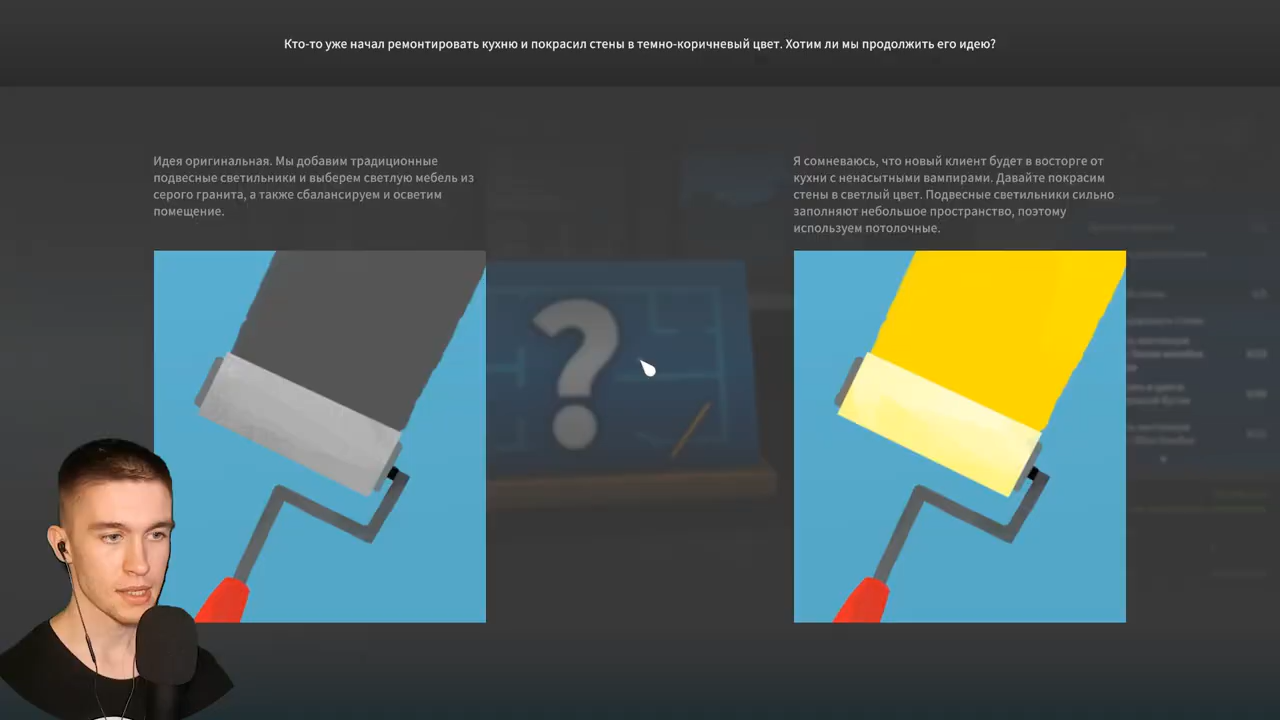 Кто-то уже начал ремонтировать кухню и покрасил стены в темно-коричневый цвет. Хотим ли мы продолжить его идею?
Идея оригинальная. Мы добавим традиционные
подвесные светильники и выберем светлую мебель из
серого гранита, а также сбалансируем и осветим
помещение.
Я сомневаюсь, что новый клиент будет в восторге от
кухни с ненасытными вампирами. Давайте покрасим
стены в светлый цвет. Подвесные светильники сильно
заполняют небольшое пространство, поэтому
используем потолочные.
?